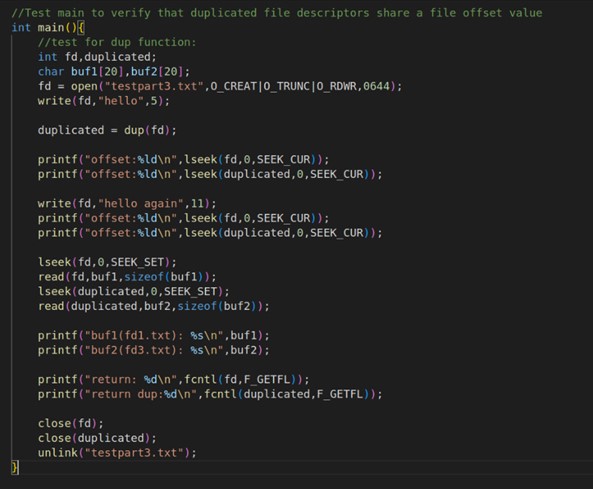 //Test main to verify that duplicated file descriptors share a file offset value
int main(){
//test for dup function:
int fd,duplicated;
char buf1[20],buf2[20];
fd = open("testpart3.txt",O_CREAT|O_TRUNC|O_RDWR,0644);
write(fd,"hello",5);
duplicated = dup(fd);
printf("offset:%ld\n",lseek(fd,0,SEEK_CUR));
printf("offset:%ld\n",lseek(duplicated,0,SEEK_CUR));
write(fd,"hello again",11);
printf("offset:%ld\n",lseek(fd,0,SEEK_CUR));
printf("offset:%ld\n",lseek(duplicated,0,SEEK_CUR));
lseek(fd,0,SEEK_SET);
read(fd,buf1,sizeof(buf1));
lseek(duplicated,0,SEEK_SET);
read(duplicated,buf2,sizeof(buf2));
printf("buf1(fd1.txt): %s\n",buf1);
printf("buf2(fd3.txt): %s\n",buf2);
printf("return: %d\n",fcntl(fd,F_GETFL));
printf("return dup:%d\n",fcntl(duplicated,F_GETFL));
close(fd);
close(duplicated);
unlink("testpart3.txt");
}